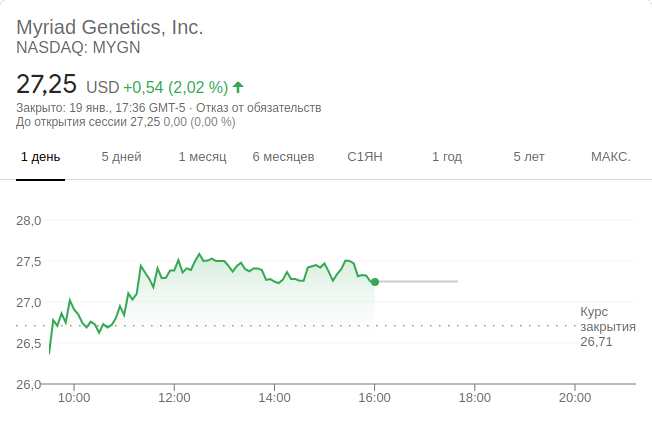 Myriad Genetics, Inc.
NASDAQ: MYGN
27,25 USD +0,54 (2,02 %)
Закрыто: 19 янв., 17:36 GMT-5 · Отказ от обязательств
До открытия сессии 27,25 0,00 (0,00 %)
1 день 5 дней 1 месяц 6 месяцев С1ЯН 1 год 5 лет МАКС.
28,0
27,5
27,0
Курс
закрытия
26,71
26,5
26,0
10:00 12:00 14:00 16:00 18:00 20:00